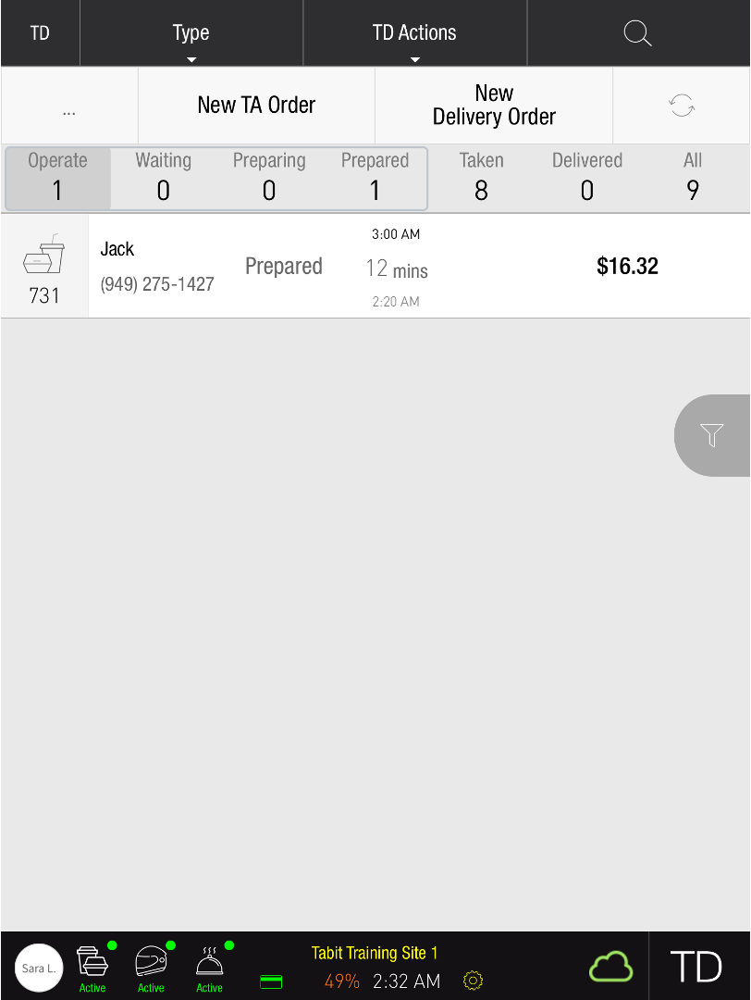 TD
Type
TD Actions
...
New TA Order
New
Delivery Order
Operate
1
Waiting
0
Preparing
0
Prepared
1
Taken
8
Delivered
0
All
9
731
Jack
(949) 275-1427
Prepared
3:00 AM
12 mins
2:20 AM
$16.32
Sara L.
Active
Active
Active
Tabit Training Site 1
49% 2:32 AM
TD